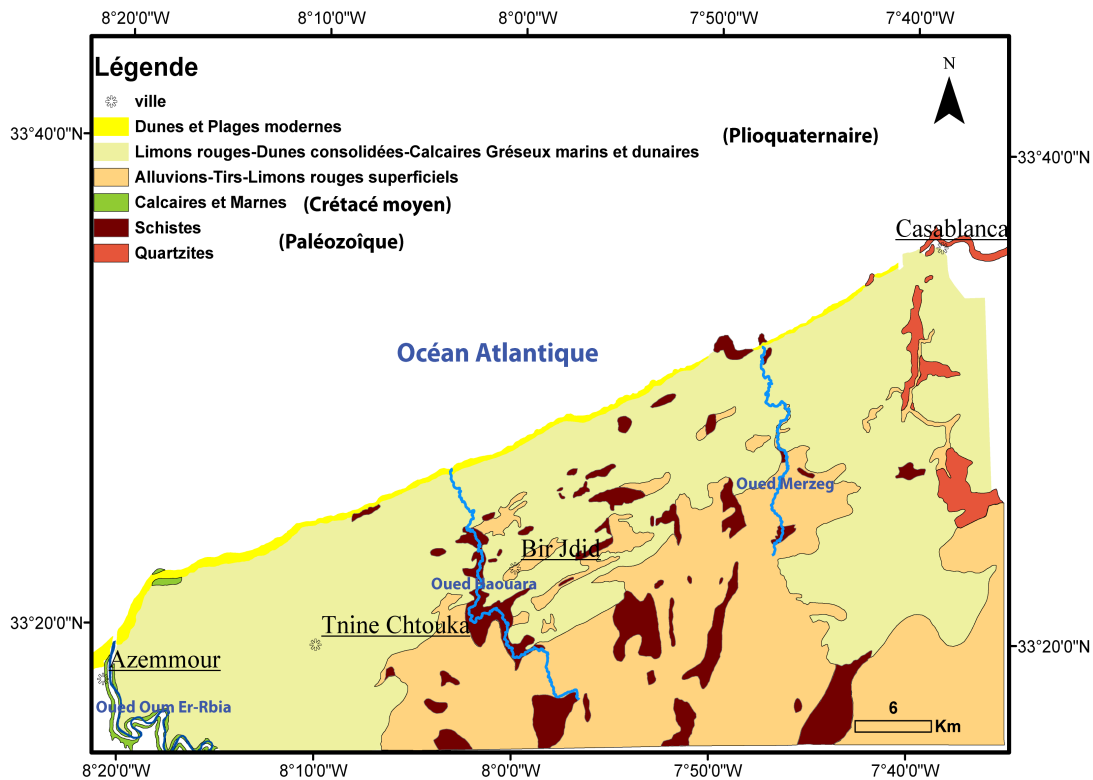 8°20'0"W 8°10'0"W 8°0'0"W 7°50'0"W 7°40'0"W
Légende
N
ville
Dunes et Plages modernes
33°40'0"N
(Plioquaternaire)
Limons rouges-Dunes consolidées-Calcaires Gréseux marins et dunaires
33°40'0"N
Alluvions-Tirs-Limons rouges superficiels
Calcaires et Marnes (Crétacé moyen)
Schistes
(Paléozoîque)
Quartzites
Casablanca
Océan Atlantique
Oued Merzeg
Bir Jdid
Oued Haouara
33°20'0"N
Tnine Chtouka
33°20'0"N
Azemmour
Oued Oum Er-Rbia
6
Km
8°20'0"W 8°10'0"W 8°0'0"W 7°50'0"W 7°40'0"W